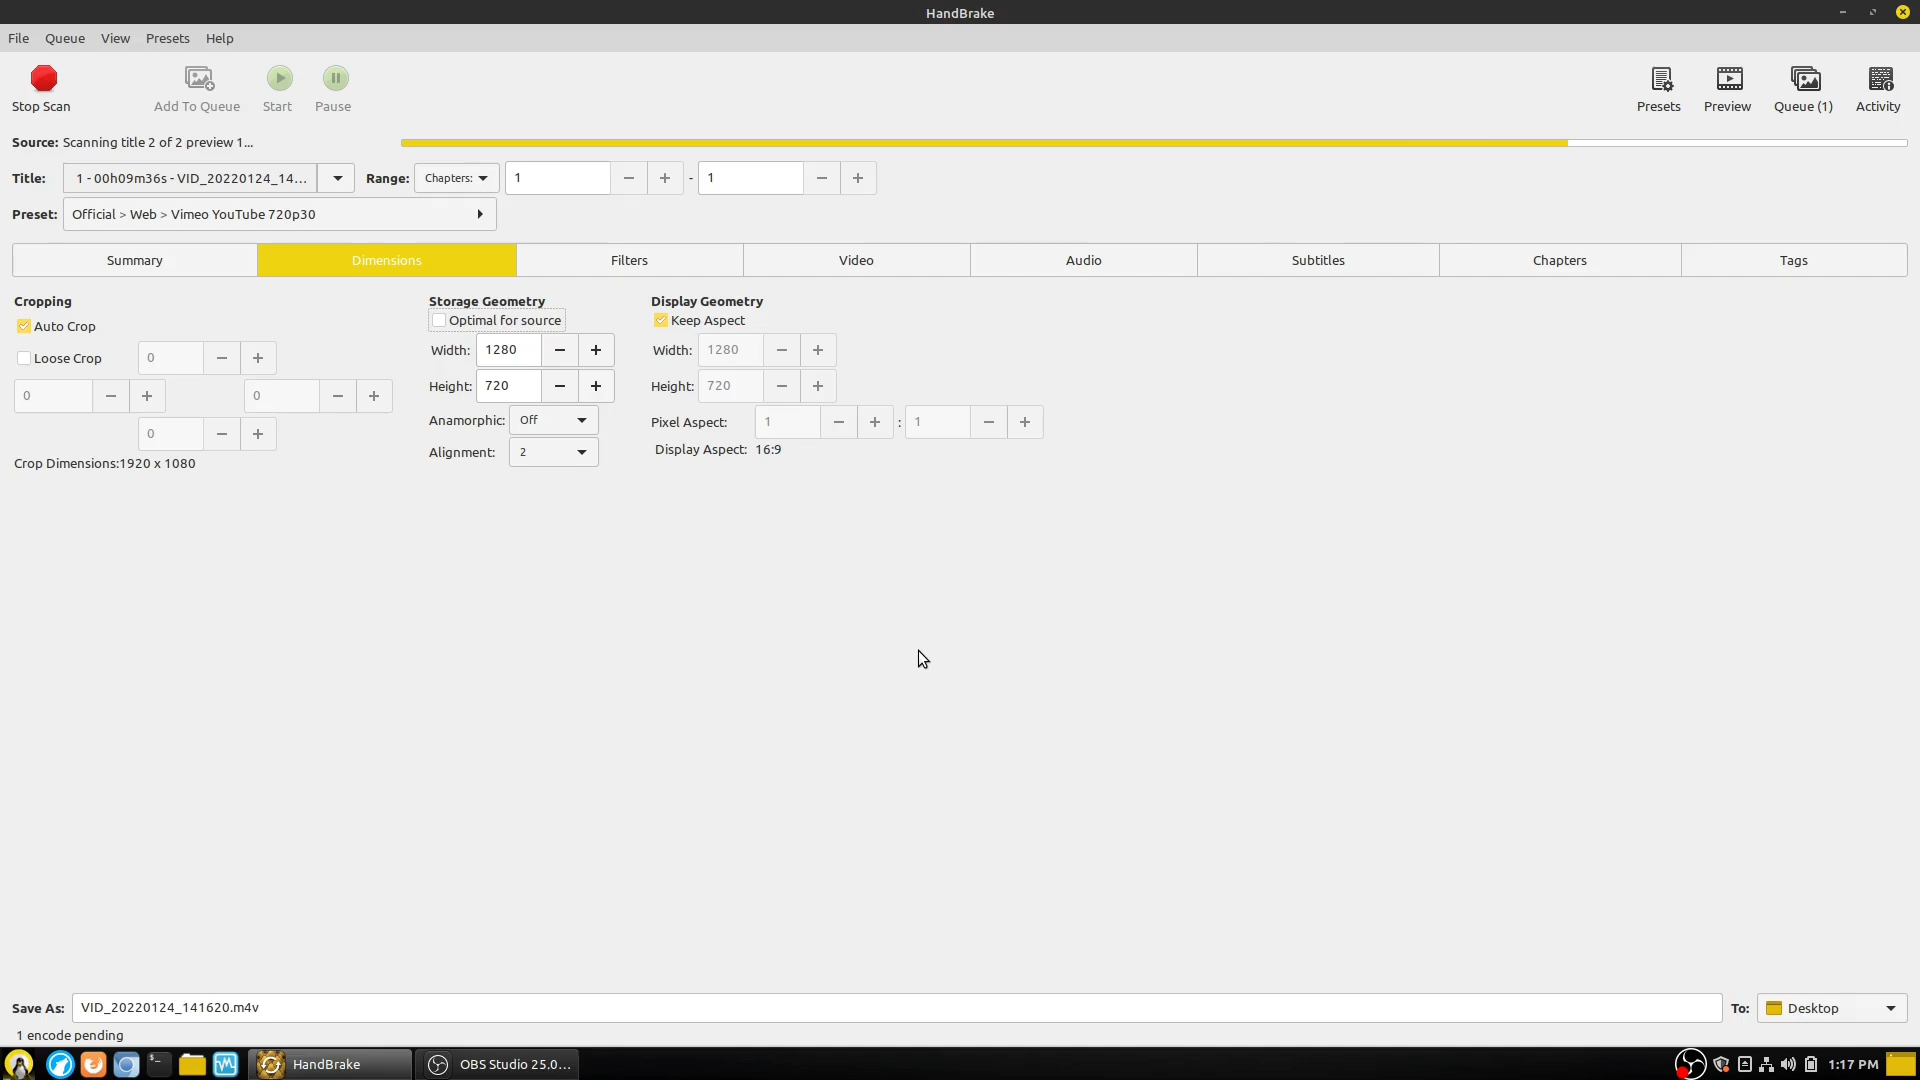 HandBrake
File Queue View Presets Help
Stop Scan Add To Queue Start Pause Presets Preview Queue (1) Activity
Source: Scanning title 2 of 2 preview 1...
Title: 1 - 00h09m36s - VID_20220124_14... Range: Chapters: 1 - 1
Preset: Official > Web > Vimeo YouTube 720p30
Summary Dimensions Filters Video Audio Subtitles Chapters Tags
Cropping Storage Geometry Display Geometry
Auto Crop Optimal for source Keep Aspect
Loose Crop 0 Width: 1280 Width: 1280
0 0 Height: 720 Height: 720
0 Anamorphic: Off Pixel Aspect: 1 : 1
Alignment: 2 Display Aspect: 16:9
Crop Dimensions:1920 x 1080
Save As: VID_20220124_141620.m4v To: Desktop
1 encode pending
HandBrake OBS Studio 25.0... 1:17 PM